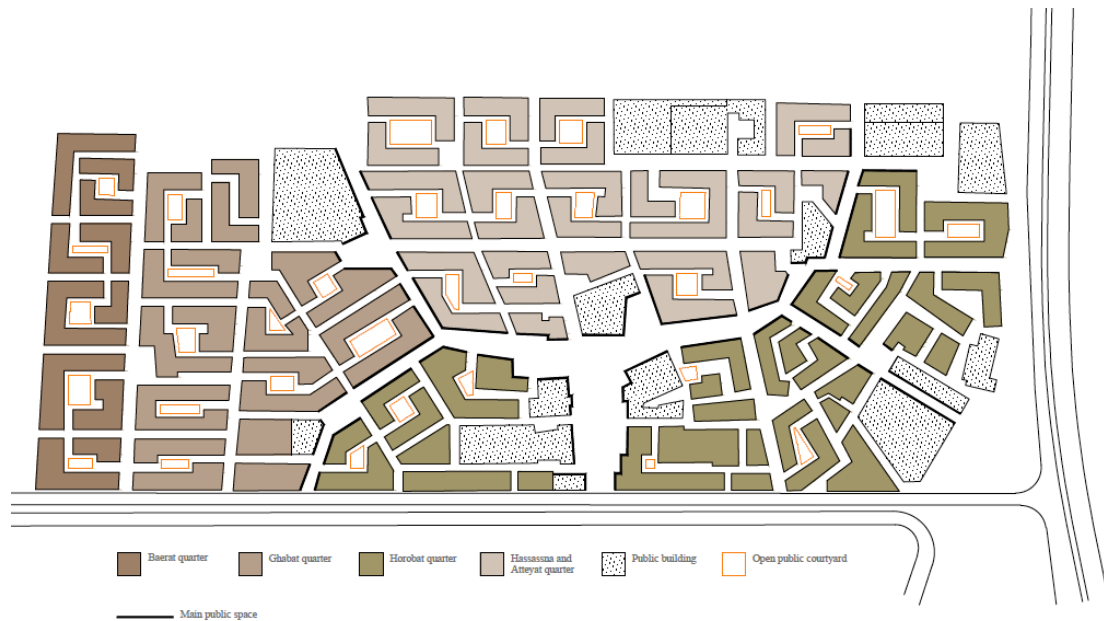 Baerat quarter
Ghabat quarter
Horobat quarter
Hassassna and
Atteyat quarter
Public building
Open public courtyard
Main public space